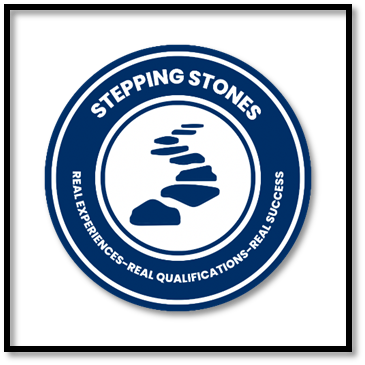 STEPPING STONES
REAL EXPERIENCES-REAL QUALIFICATIONS-REAL SUCCESS